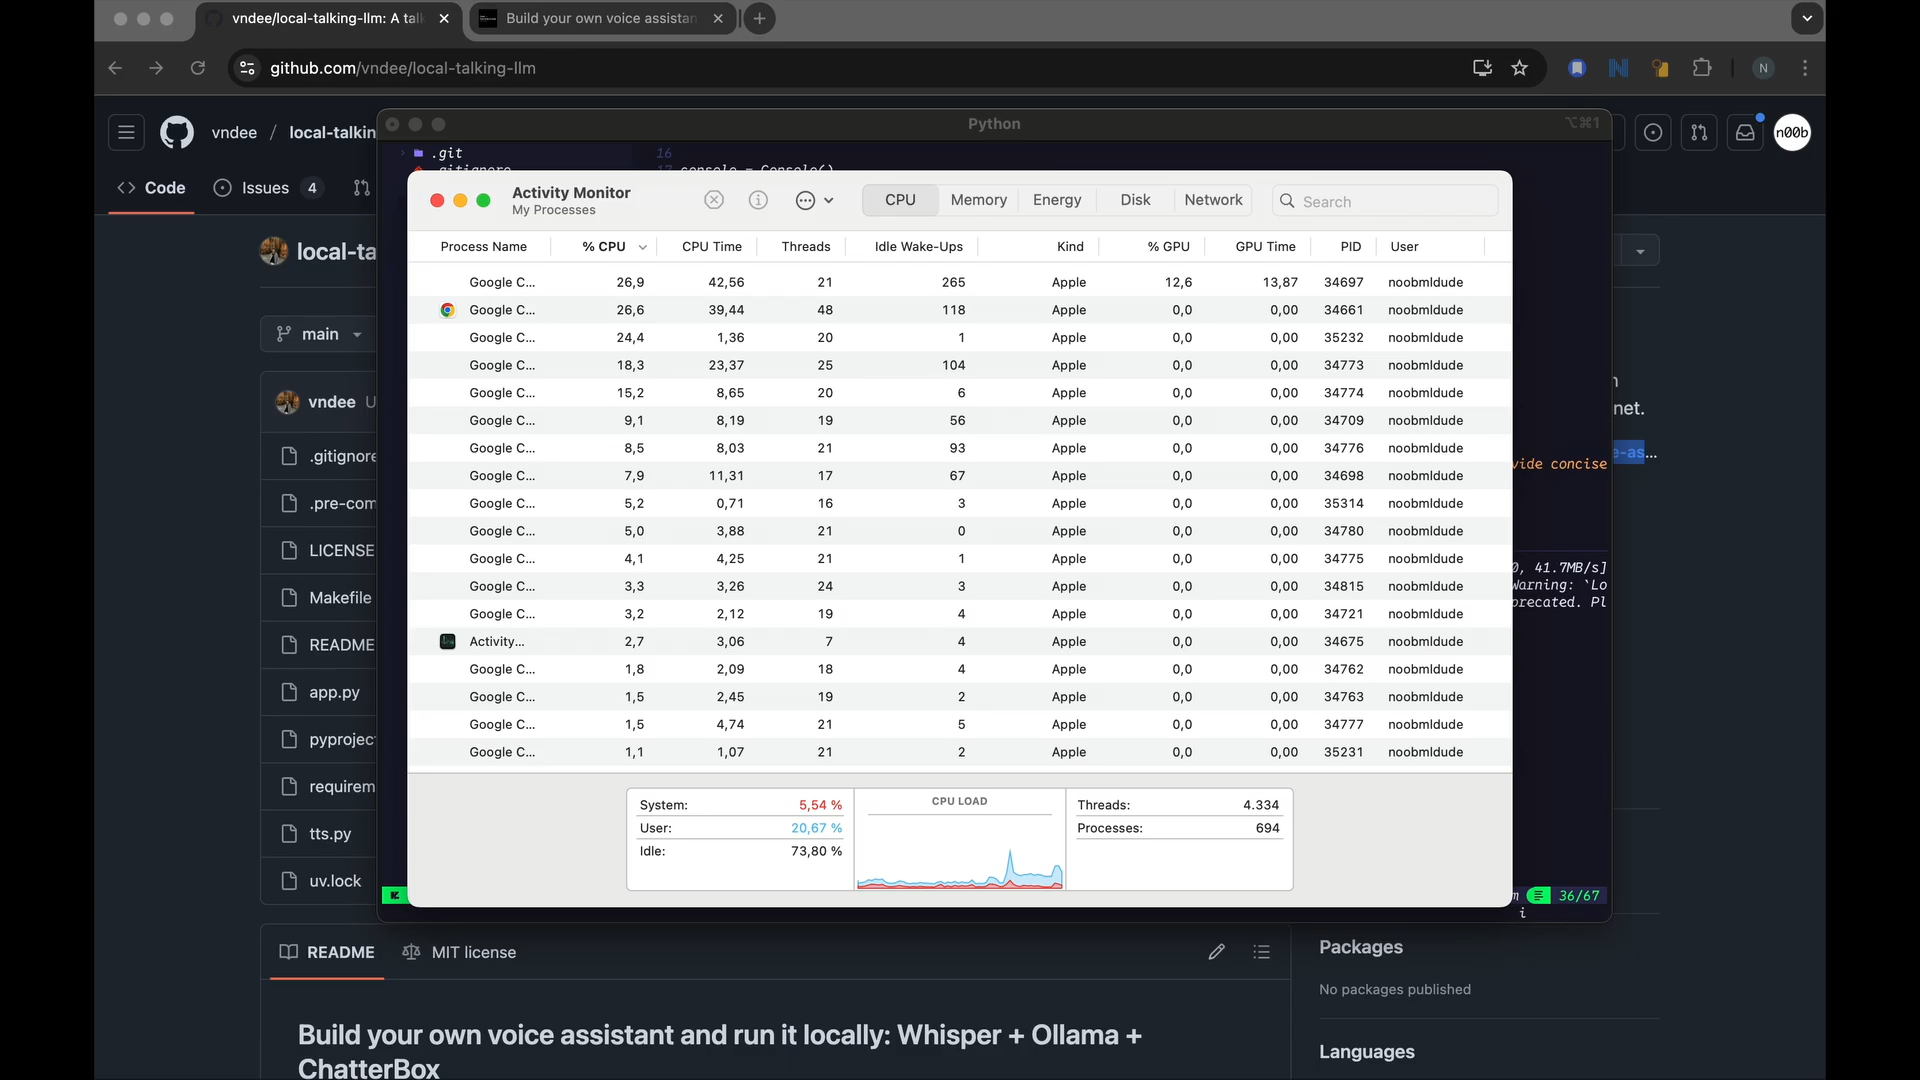 vndee/local-talking-llm: A talk
Build your own voice assistan
github.com/vndee/local-talking-llm
N
vndee / local-talkin
n00b
Code
Issues 4
Python
⌥⌘1
.git
16
.gitignore
17 console = Console()
Activity Monitor
My Processes
CPU Memory Energy Disk Network
Search
Process Name % CPU CPU Time Threads Idle Wake-Ups Kind % GPU GPU Time PID User
Google C... 26,9 42,56 21 265 Apple 12,6 13,87 34697 noobmldude
Google C... 26,6 39,44 48 118 Apple 0,0 0,00 34661 noobmldude
Google C... 24,4 1,36 20 1 Apple 0,0 0,00 35232 noobmldude
Google C... 18,3 23,37 25 104 Apple 0,0 0,00 34773 noobmldude
Google C... 15,2 8,65 20 6 Apple 0,0 0,00 34774 noobmldude
Google C... 9,1 8,19 19 56 Apple 0,0 0,00 34709 noobmldude
Google C... 8,5 8,03 21 93 Apple 0,0 0,00 34776 noobmldude
Google C... 7,9 11,31 17 67 Apple 0,0 0,00 34698 noobmldude
Google C... 5,2 0,71 16 3 Apple 0,0 0,00 35314 noobmldude
Google C... 5,0 3,88 21 0 Apple 0,0 0,00 34780 noobmldude
Google C... 4,1 4,25 21 1 Apple 0,0 0,00 34775 noobmldude
Google C... 3,3 3,26 24 3 Apple 0,0 0,00 34815 noobmldude
Google C... 3,2 2,12 19 4 Apple 0,0 0,00 34721 noobmldude
Activity... 2,7 3,06 7 4 Apple 0,0 0,00 34675 noobmldude
Google C... 1,8 2,09 18 4 Apple 0,0 0,00 34762 noobmldude
Google C... 1,5 2,45 19 2 Apple 0,0 0,00 34763 noobmldude
Google C... 1,5 4,74 21 5 Apple 0,0 0,00 34777 noobmldude
Google C... 1,1 1,07 21 2 Apple 0,0 0,00 35231 noobmldude
System: 5,54 %
User: 20,67 %
Idle: 73,80 %
CPU LOAD
Threads: 4.334
Processes: 694
local-ta
main
vndee U
.gitignore
.pre-com
LICENSE
Makefile
README
app.py
pyprojec
requirem
tts.py
uv.lock
net.
e-as...
vide concise
0, 41.7MB/s]
Warning: `Lo
precated. Pl
36/67
i
README
MIT license
Build your own voice assistant and run it locally: Whisper + Ollama +
ChatterBox
Packages
No packages published
Languages